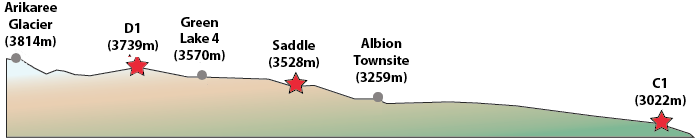 Arikaree
Glacier
(3814m)
D1
(3739m)
Green
Lake 4
(3570m)
Saddle
(3528m)
Albion
Townsite
(3259m)
C1
(3022m)